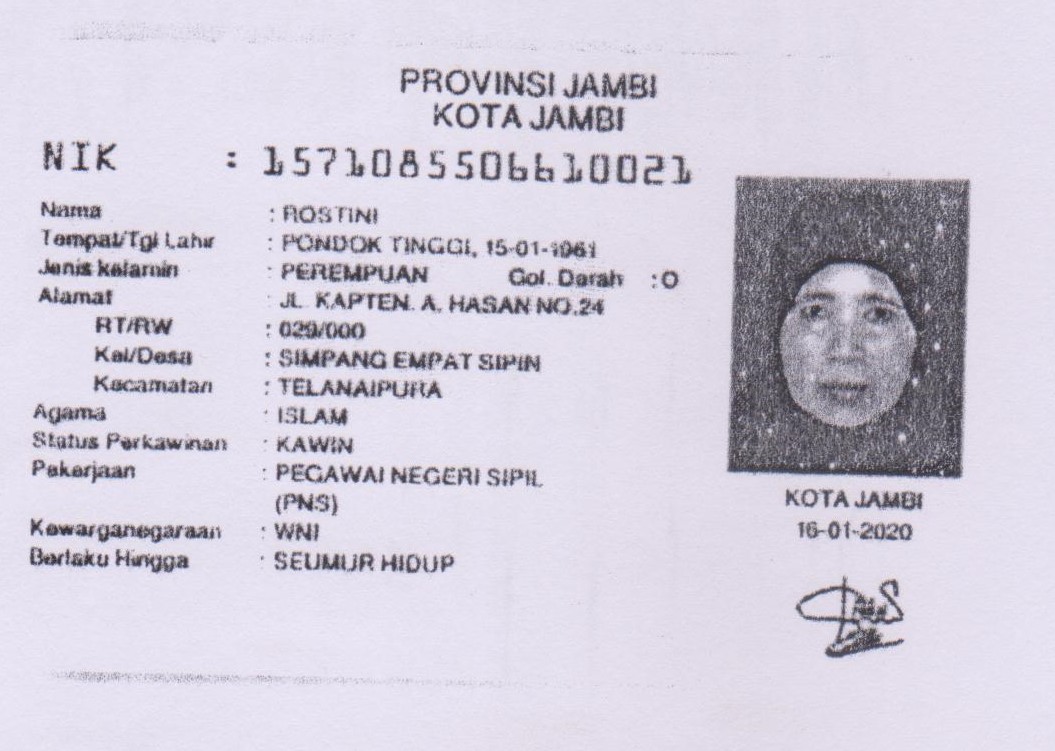 PROVINSI JAMBI
KOTA JAMBI
NIK : 1571085506610021
Nama : ROSTINI
Tempat/Tgl Lahir : PONDOK TINGGI, 15-01-1961
Jenis kelamin : PEREMPUAN Gol. Darah : O
Alamat : JL. KAPTEN. A. HASAN NO.24
RT/RW : 029/000
Kel/Desa : SIMPANG EMPAT SIPIN
Kecamatan : TELANAIPURA
Agama : ISLAM
Status Perkawinan : KAWIN
Pekerjaan : PEGAWAI NEGERI SIPIL
(PNS)
Kewarganegaraan : WNI
Berlaku Hingga : SEUMUR HIDUP
KOTA JAMBI
16-01-2020